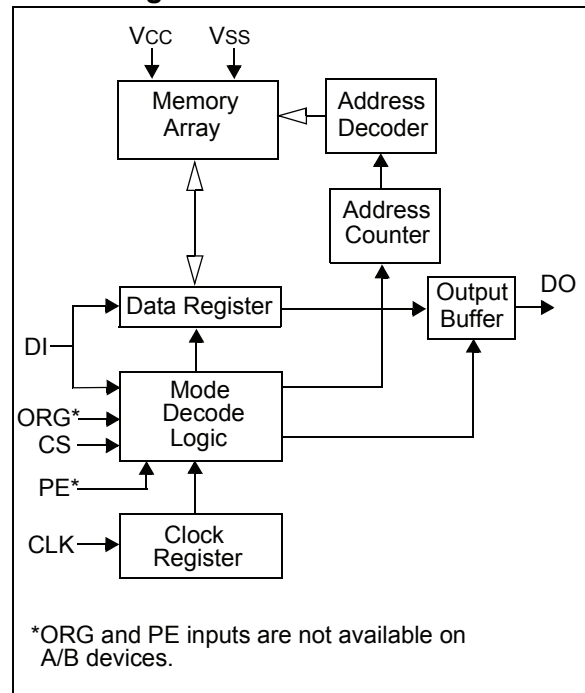 VCC VSS
Memory
Array
Address
Decoder
Address
Counter
Data Register
Output
Buffer
DO
DI
Mode
Decode
Logic
ORG*
CS
PE*
CLK
Clock
Register
*ORG and PE inputs are not available on
A/B devices.